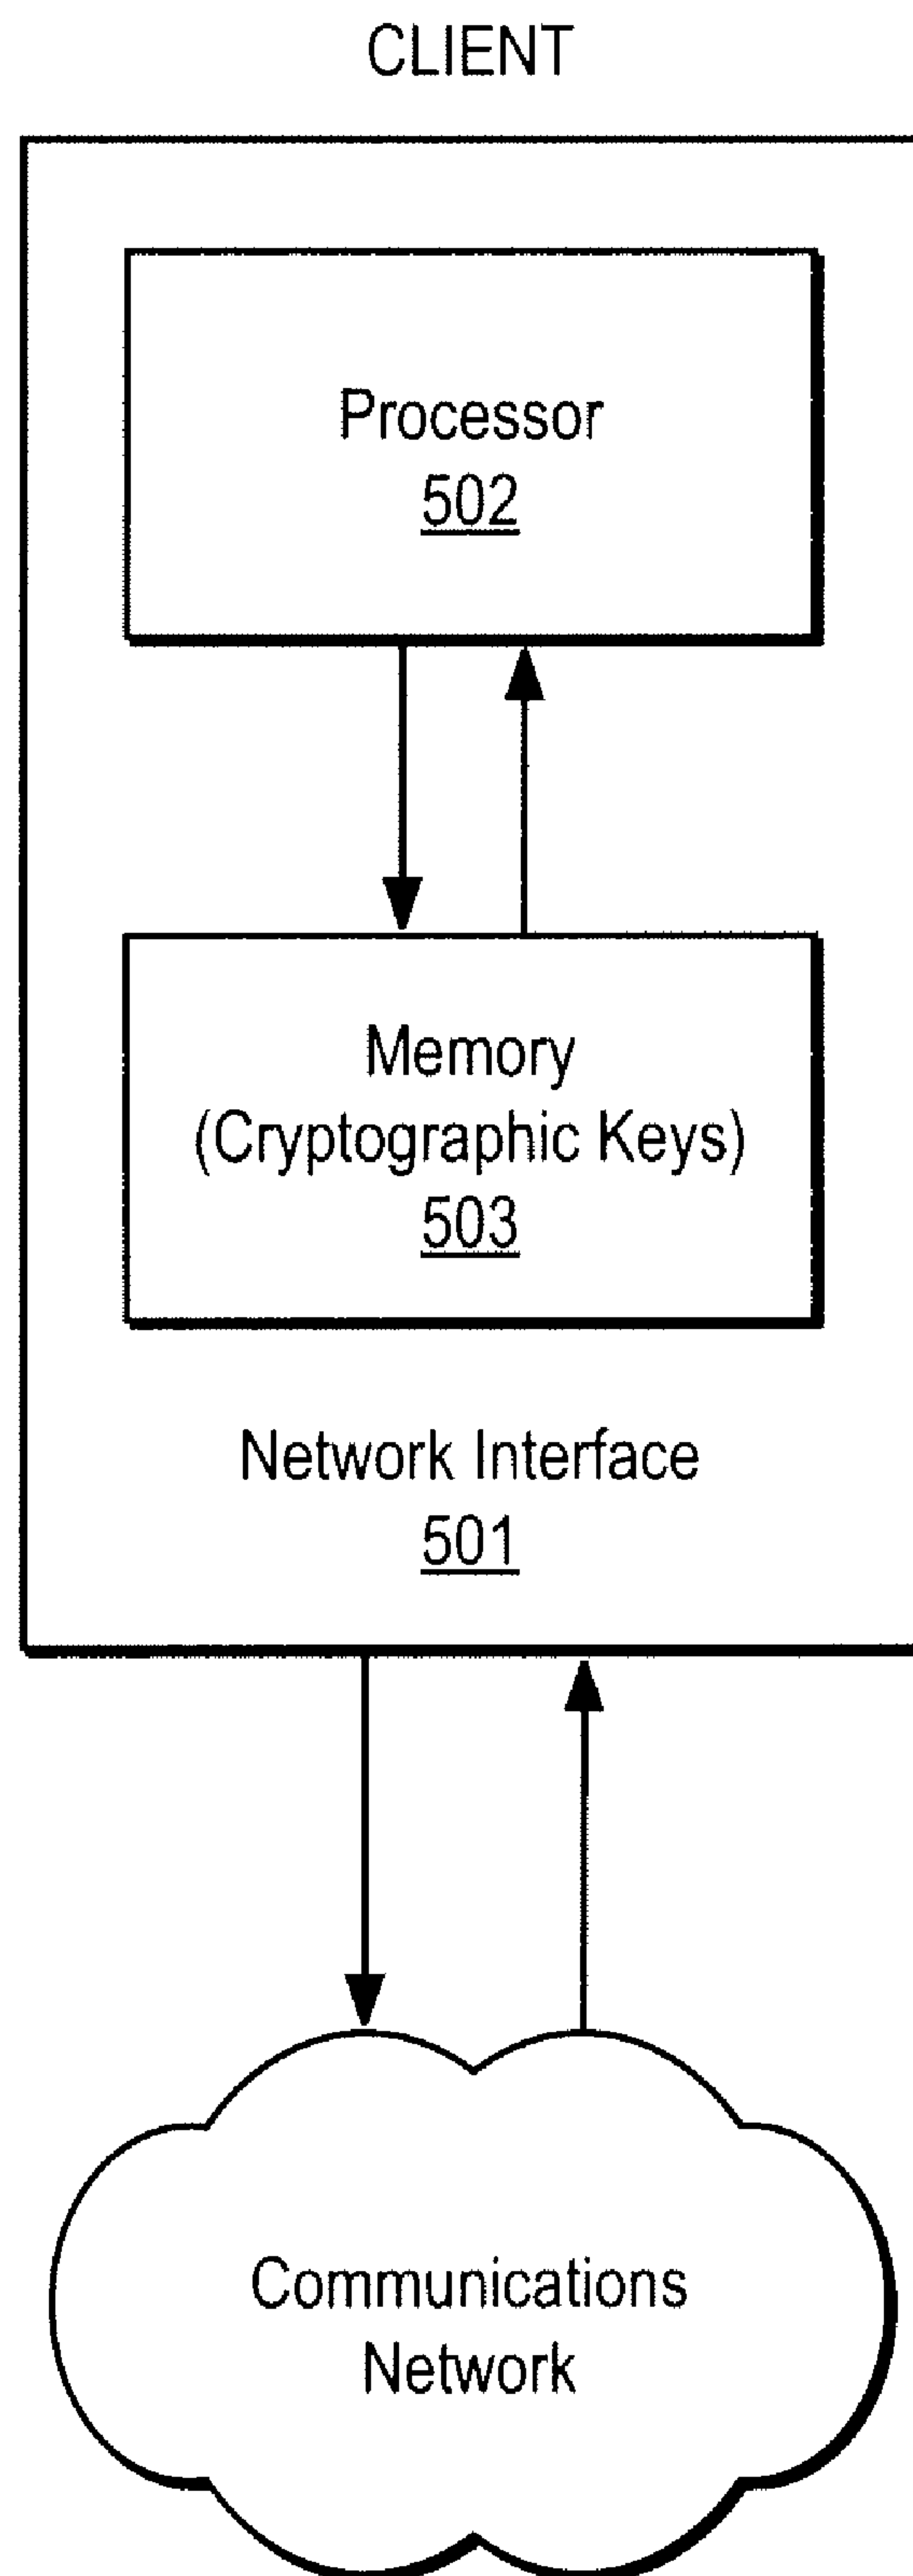 CLIENT
Processor
502
Memory
(Cryptographic Keys)
503
Network Interface
501
Communications
Network